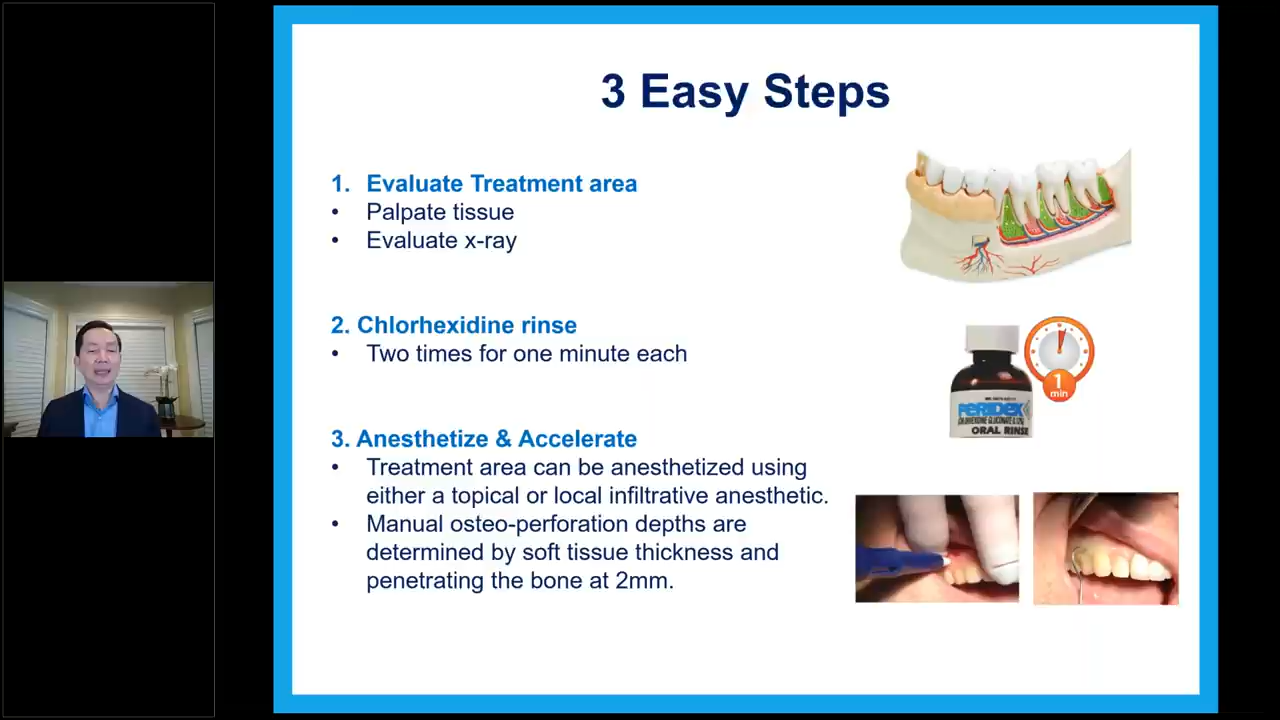 3 Easy Steps
1. Evaluate Treatment area
• Palpate tissue
• Evaluate x-ray
2. Chlorhexidine rinse
• Two times for one minute each
1
min
PERIDEX
ORAL RINSE
3. Anesthetize & Accelerate
• Treatment area can be anesthetized using
either a topical or local infiltrative anesthetic.
• Manual osteo-perforation depths are
determined by soft tissue thickness and
penetrating the bone at 2mm.